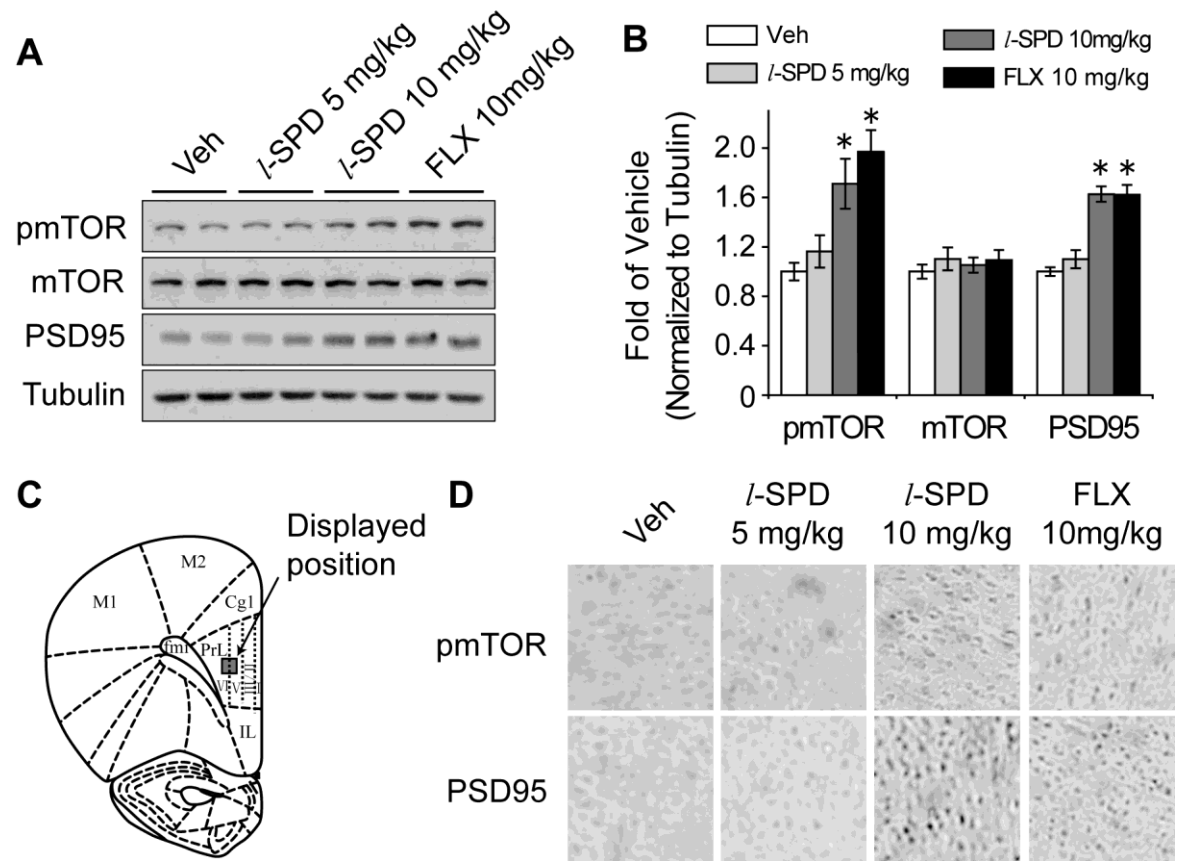 A
Veh
l-SPD 5 mg/kg
l-SPD 10 mg/kg
FLX 10mg/kg
pmTOR
mTOR
PSD95
Tubulin
B
Veh
l-SPD 5 mg/kg
l-SPD 10mg/kg
FLX 10 mg/kg
Fold of Vehicle
(Normalized to Tubulin)
2.0
1.6
1.2
0.8
0.4
0
* *
* *
pmTOR
mTOR
PSD95
C
Displayed
position
M2
M1
Cg1
fmi
PrL
VI
V
I
IL
D
Veh
l-SPD
5 mg/kg
l-SPD
10 mg/kg
FLX
10mg/kg
pmTOR
PSD95